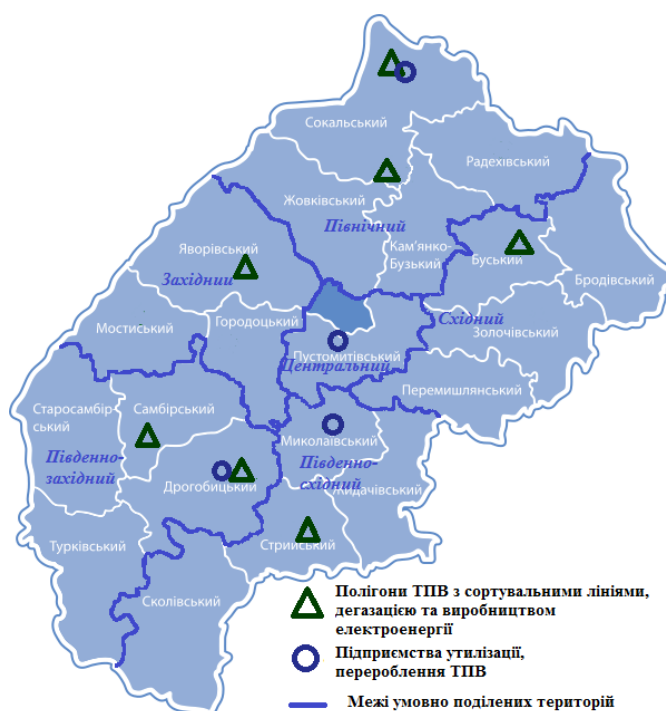 Сокальський
Радехівський
Жовківський
Північний
Кам'янко-
Бузький
Буський
Яворівський
Західний
Бродівський
Мостиський
Городоцький
Східний
Золочівський
Пустомитівський
Центральний
Перемишлянський
Старосамбір-
ський
Самбірський
Миколаївський
Південно-
західний
Південно-
східний
Дрогобицький
Жидачівський
Турківський
Стрийський
Сколівський
Полігони ТПВ з сортувальними лініями,
дегазацією та виробництвом
електроенергії
Підприємства утилізації,
перероблення ТПВ
Межі умовно поділених територій